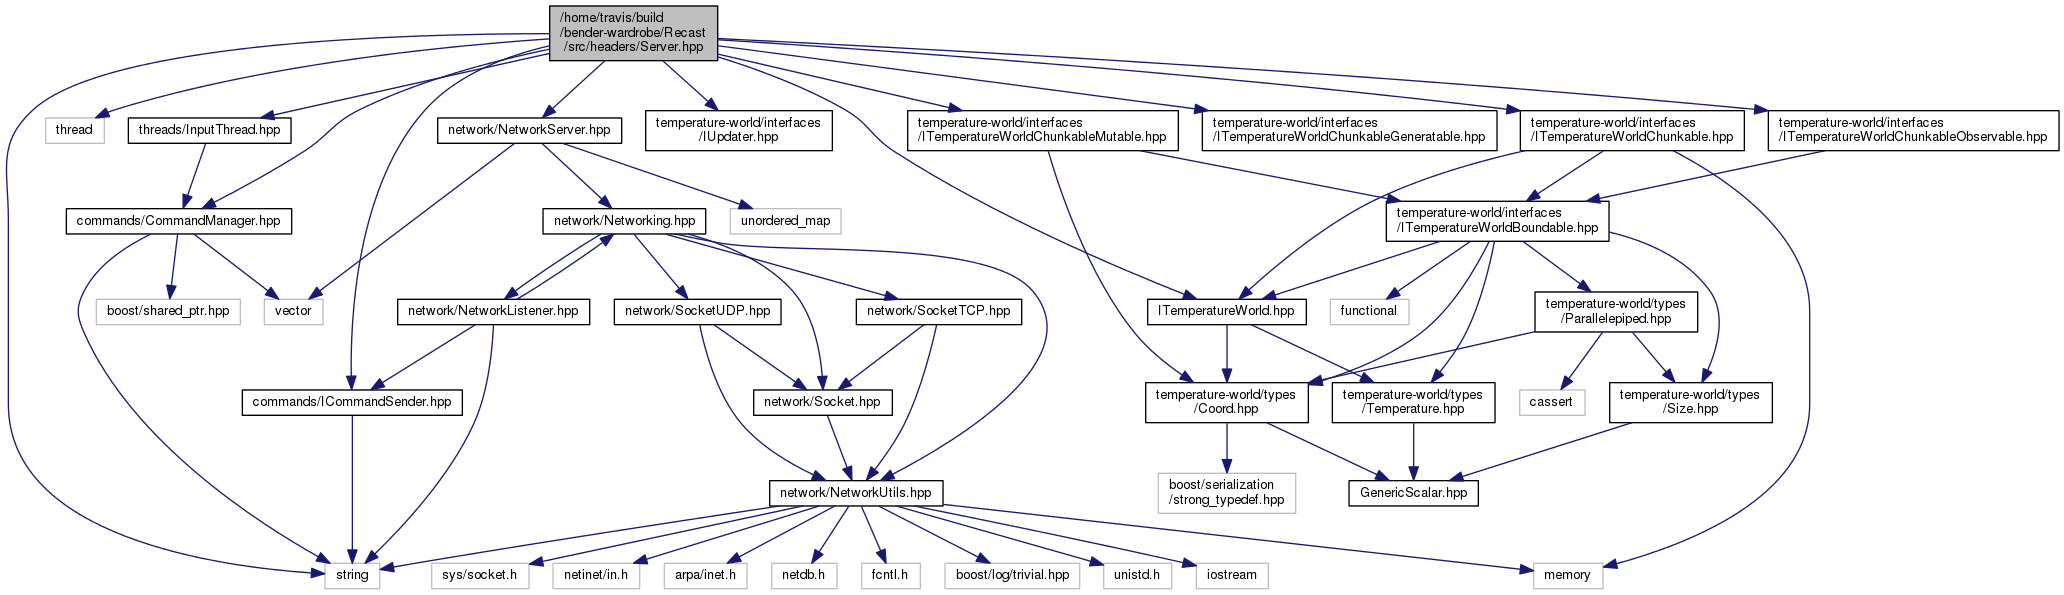 /home/travis/build
/bender-wardrobe/Recast
/src/headers/Server.hpp
thread
threads/InputThread.hpp
network/NetworkServer.hpp
temperature-world/interfaces
/IUpdater.hpp
temperature-world/interfaces
/ITemperatureWorldChunkableMutable.hpp
temperature-world/interfaces
/ITemperatureWorldChunkableGeneratable.hpp
temperature-world/interfaces
/ITemperatureWorldChunkable.hpp
temperature-world/interfaces
/ITemperatureWorldChunkableObservable.hpp
commands/CommandManager.hpp
network/Networking.hpp
unordered_map
temperature-world/interfaces
/ITemperatureWorldBoundable.hpp
boost/shared_ptr.hpp
vector
network/NetworkListener.hpp
network/SocketUDP.hpp
network/SocketTCP.hpp
ITemperatureWorld.hpp
functional
temperature-world/types
/Parallelepiped.hpp
commands/ICommandSender.hpp
network/Socket.hpp
temperature-world/types
/Coord.hpp
temperature-world/types
/Temperature.hpp
cassert
temperature-world/types
/Size.hpp
network/NetworkUtils.hpp
boost/serialization
/strong_typedef.hpp
GenericScalar.hpp
string
sys/socket.h
netinet/in.h
arpa/inet.h
netdb.h
fcntl.h
boost/log/trivial.hpp
unistd.h
iostream
memory